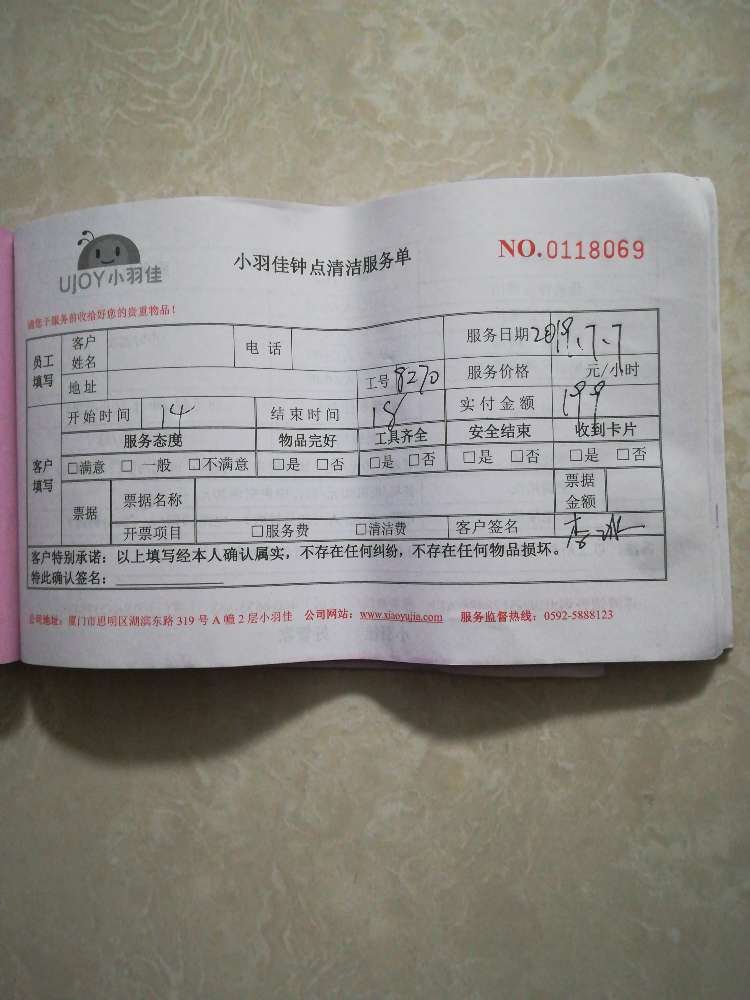 UJOY小羽佳
小羽佳钟点清洁服务单
NO.0118069
请您于服务前收拾好您的贵重物品！
员工填写 客户姓名 电话 服务日期 2019.7.7
地址 工号 8270 服务价格 元/小时
客户填写 开始时间 14 结束时间 18 实付金额 199
服务态度 物品完好 工具齐全 安全结束 收到卡片
□满意 □一般 □不满意 □是 □否 □是 □否 □是 □否 □是 □否
票据 票据名称 票据金额
开票项目 □服务费 □清洁费 客户签名
客户特别承诺：以上填写经本人确认属实，不存在任何纠纷，不存在任何物品损坏。
特此确认签名：
公司地址：厦门市思明区湖滨东路319号A幢2层小羽佳 公司网站：www.xiaoyujia.com 服务监督热线：0592-5888123